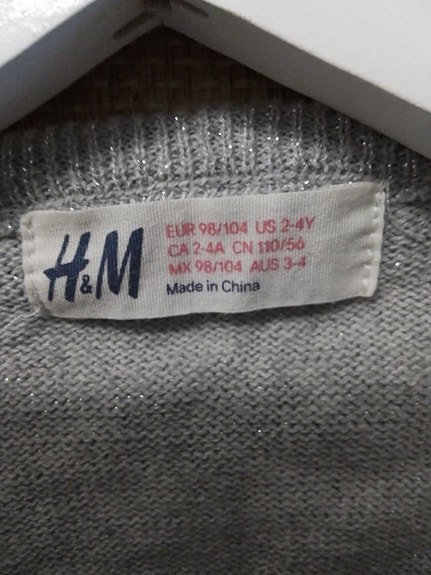 H&M
EUR 98/104 US 2-4Y
CA 2-4A CN 110/56
MX 98/104 AUS 3-4
Made in China